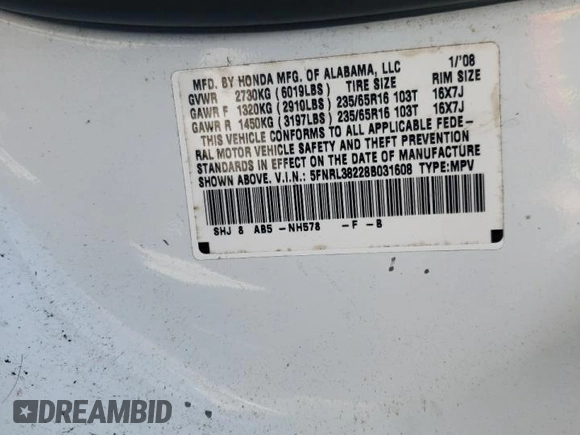 MFD. BY HONDA MFG. OF ALABAMA, LLC 1/'08
GVWR 2730KG (6019LBS) TIRE SIZE RIM SIZE
GAWR F 1320KG (2910LBS) 235/65R16 103T 16X7J
GAWR R 1450KG (3197LBS) 235/65R16 103T 16X7J
THIS VEHICLE CONFORMS TO ALL APPLICABLE FEDE-
RAL MOTOR VEHICLE SAFETY AND THEFT PREVENTION
STANDARDS IN EFFECT ON THE DATE OF MANUFACTURE
SHOWN ABOVE. V.I.N.: 5FNRL38228B031608 TYPE:MPV
SHJ 8 AB5 -NH578 -F -B
DREAMBID